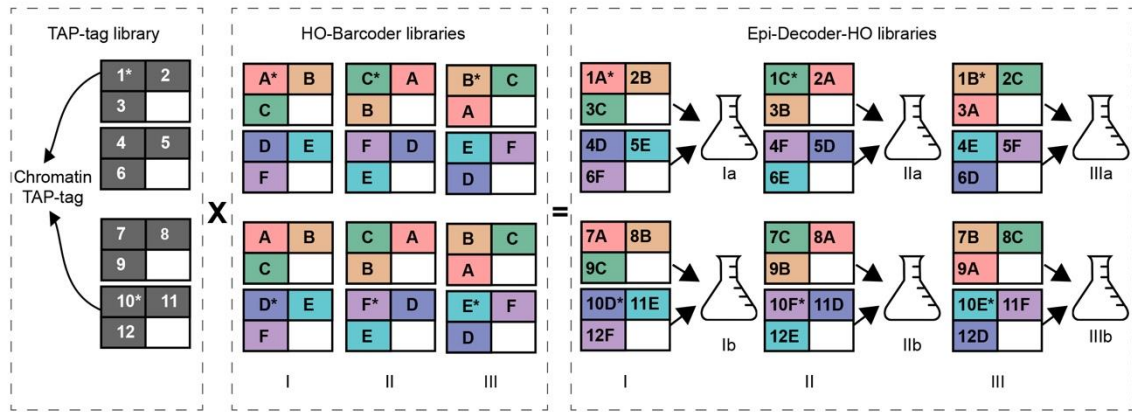 TAP-tag library
HO-Barcoder libraries
Epi-Decoder-HO libraries
1* 2
3
4 5
6
Chromatin
TAP-tag
7 8
9
10* 11
12
X
A* B
C
D E
F
C* A
B
F D
E
B* C
A
E F
D
A B
C
D* E
F
C A
B
F* D
E
B C
A
E* F
D
I II III
=
1A* 2B
3C
4D 5E
6F
Ia
1C* 2A
3B
4F 5D
6E
IIa
1B* 2C
3A
4E 5F
6D
IIIa
7A 8B
9C
10D* 11E
12F
Ib
7C 8A
9B
10F* 11D
12E
IIb
7B 8C
9A
10E* 11F
12D
IIIb
I II III